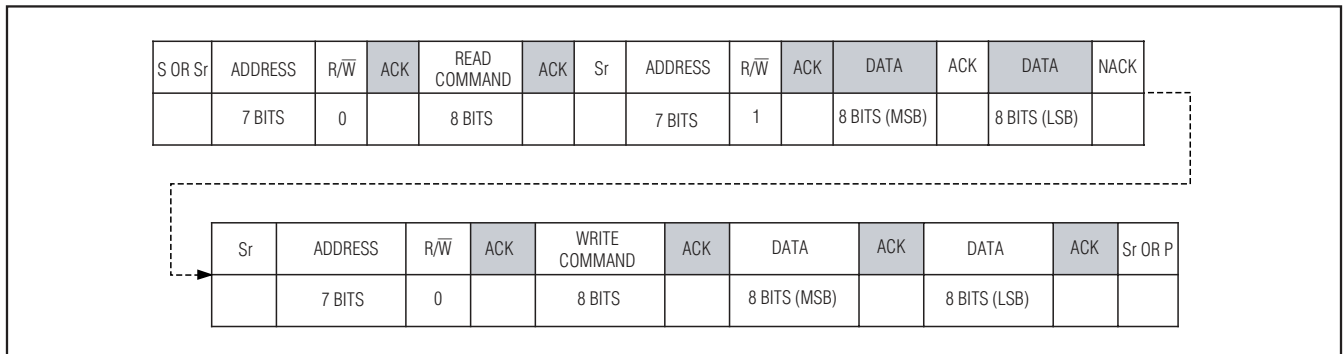 S OR Sr ADDRESS R/W̅ ACK READ COMMAND ACK Sr ADDRESS R/W̅ ACK DATA ACK DATA NACK
7 BITS 0 8 BITS 7 BITS 1 8 BITS (MSB) 8 BITS (LSB)
Sr ADDRESS R/W̅ ACK WRITE COMMAND ACK DATA ACK DATA ACK Sr OR P
7 BITS 0 8 BITS 8 BITS (MSB) 8 BITS (LSB)